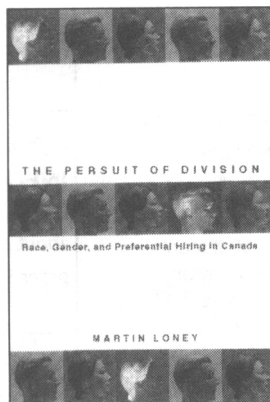 THE PERSUIT OF DIVISION
Race, Gender, and Preferential Hiring in Canada
MARTIN LONEY